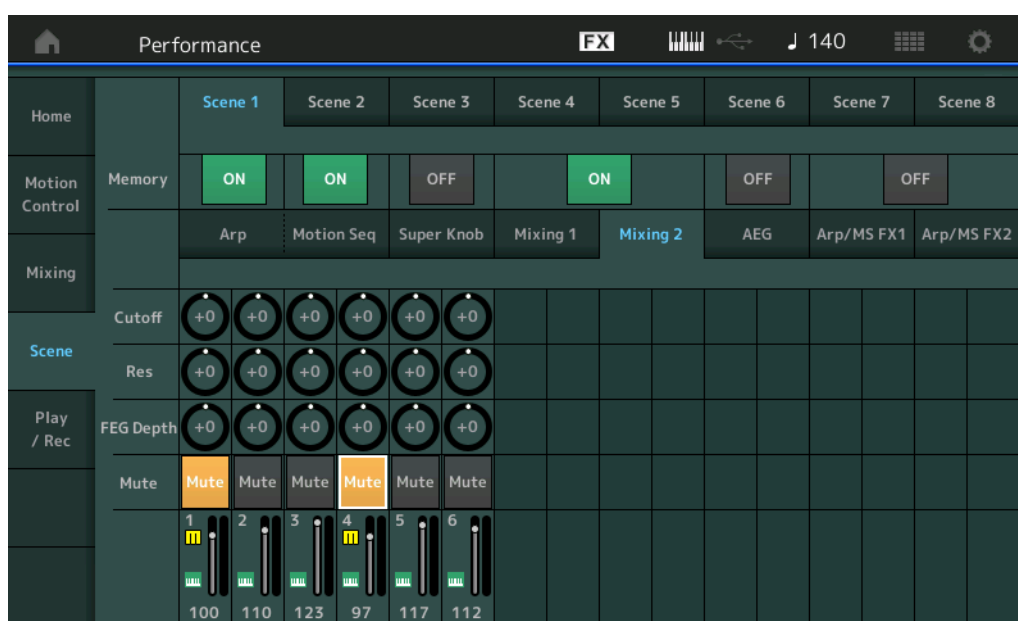 Performance FX 140
Scene 1 Scene 2 Scene 3 Scene 4 Scene 5 Scene 6 Scene 7 Scene 8
Home
Memory ON ON OFF ON OFF OFF
Motion
Control
Arp Motion Seq Super Knob Mixing 1 Mixing 2 AEG Arp/MS FX1 Arp/MS FX2
Mixing
Cutoff +0 +0 +0 +0 +0 +0
Scene
Res +0 +0 +0 +0 +0 +0
Play
/ Rec
FEG Depth +0 +0 +0 +0 +0 +0
Mute Mute Mute Mute Mute Mute Mute
1 2 3 4 5 6
100 110 123 97 117 112